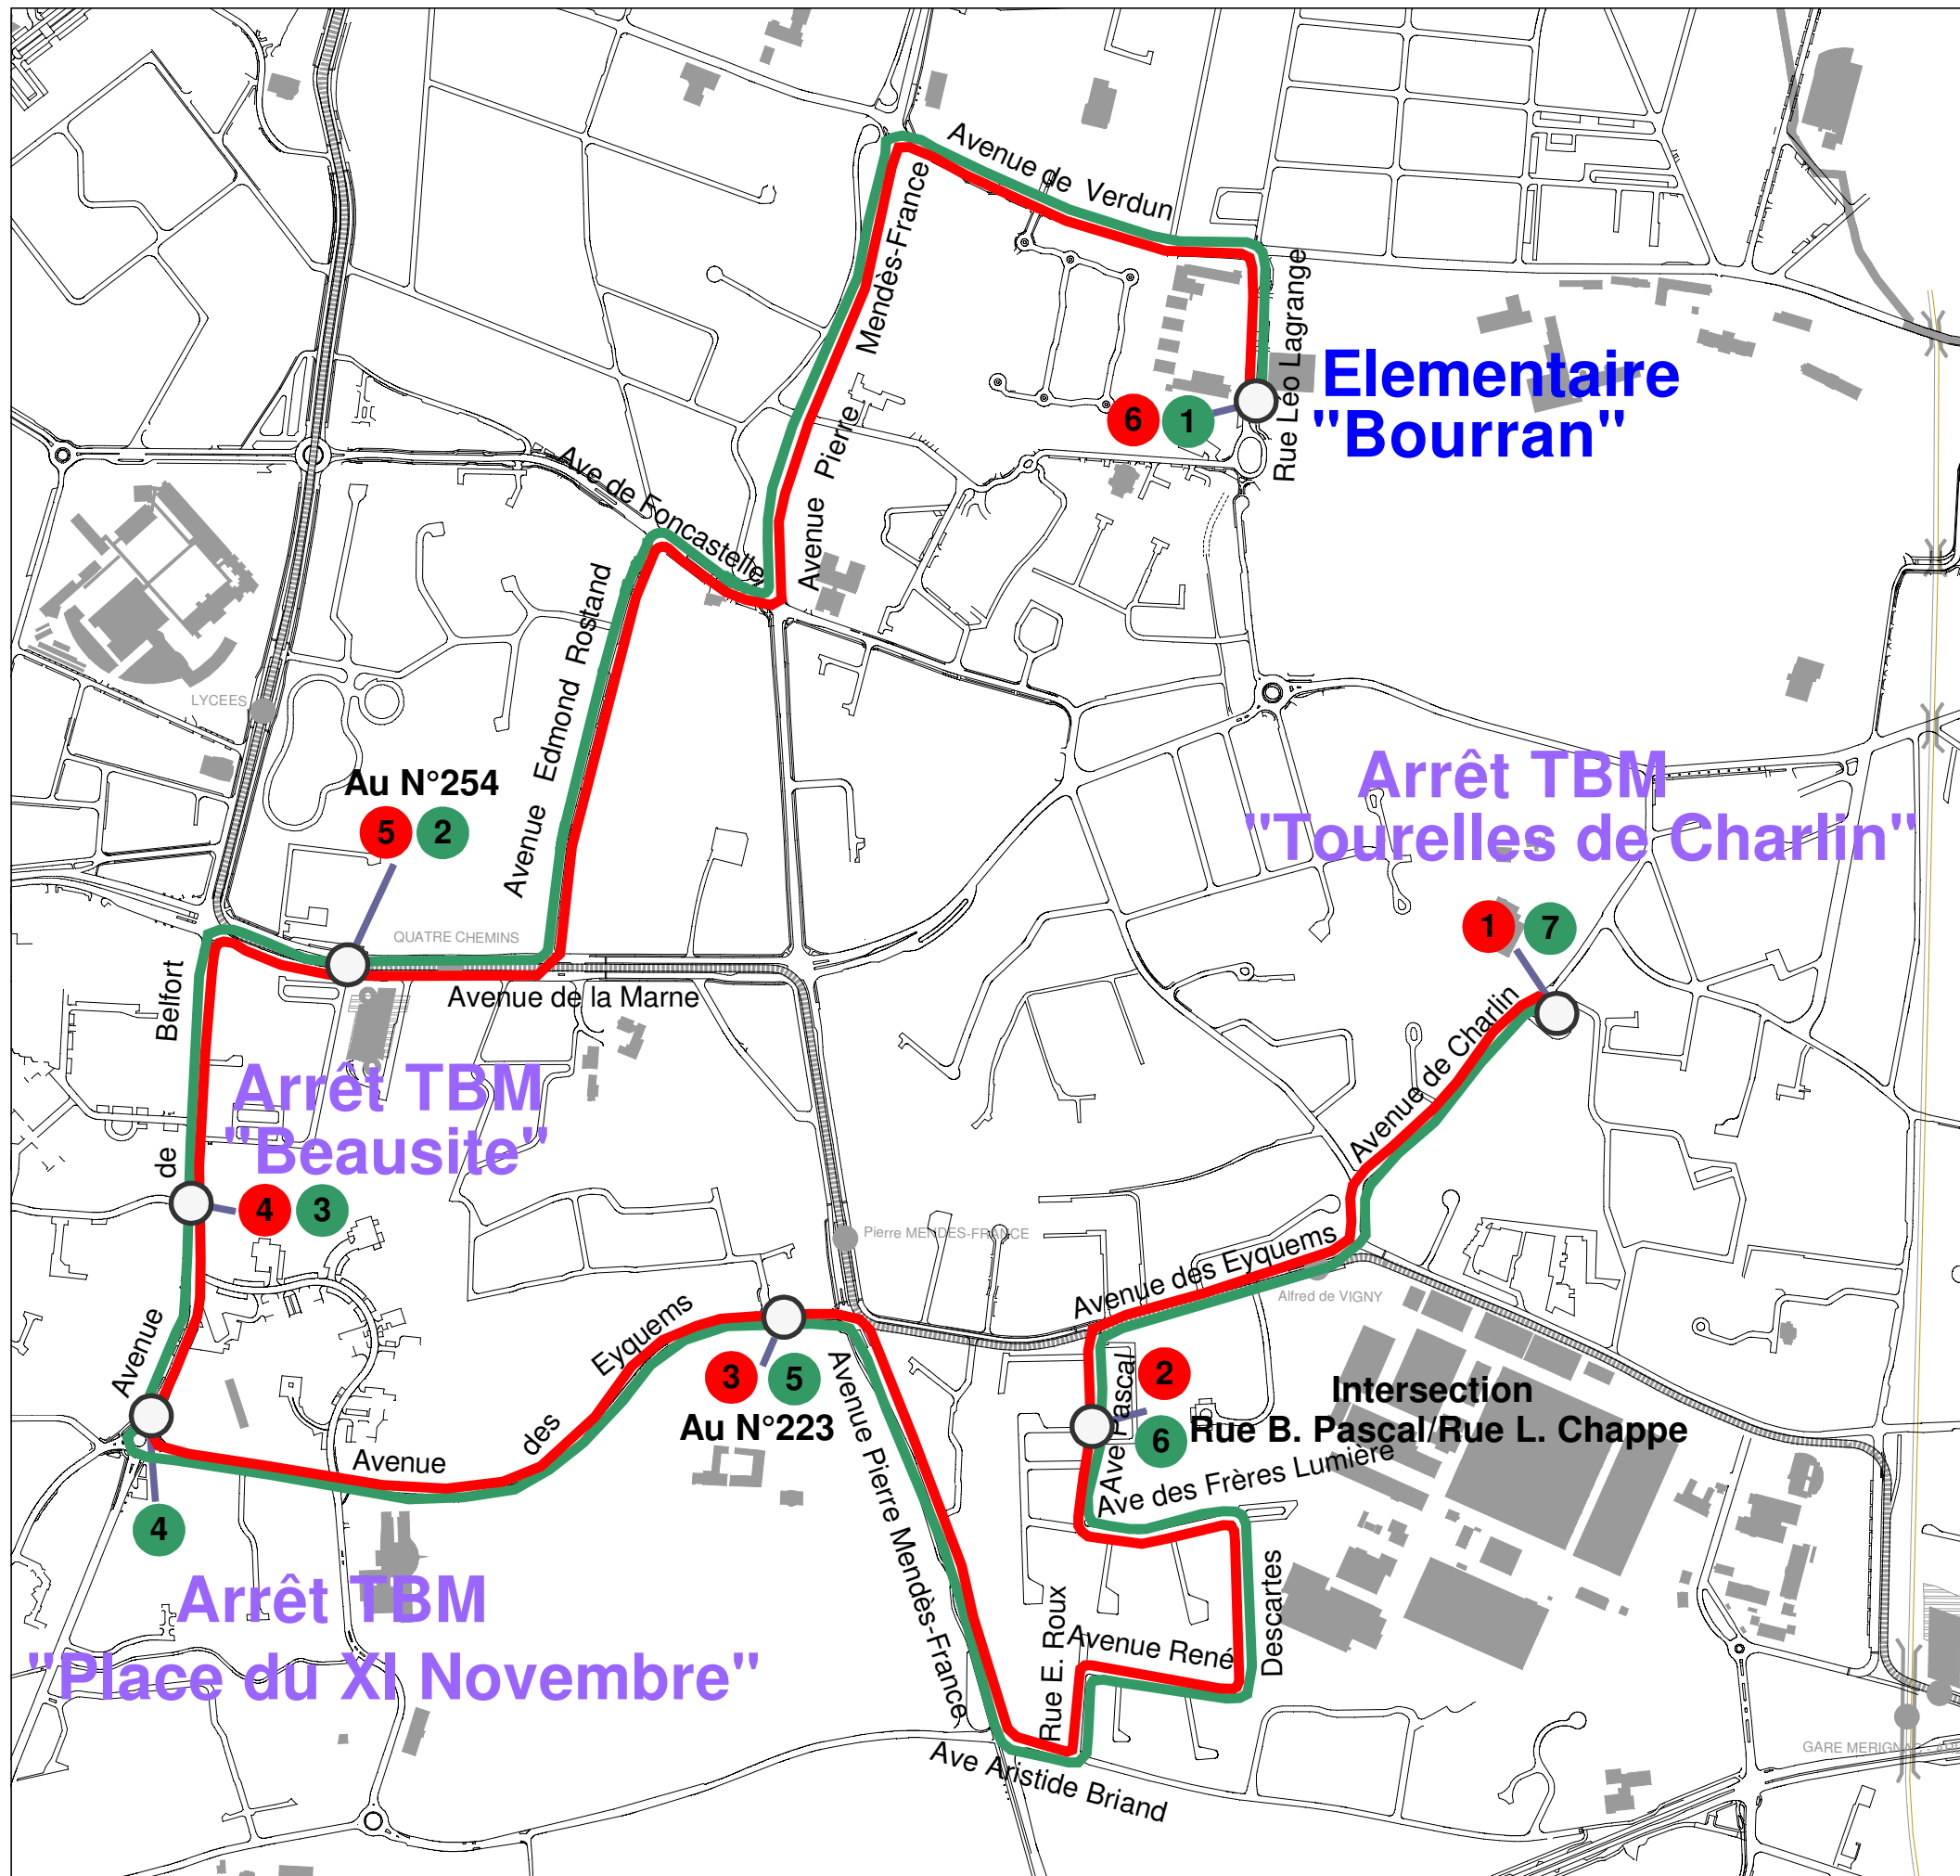 Avenue de Verdun
Mendès-France
Pierre
Avenue
Rue Léo Lagrange
Elementaire
"Bourran"
6 1
Ave de Foncastelle
Avenue Edmond Rostand
LYCEES
Au N°254
5 2
QUATRE CHEMINS
Avenue de la Marne
Arrêt TBM
"Tourelles de Charlin"
1 7
Avenue de Charlin
Belfort
de
Avenue
Arrêt TBM
"Beausite"
4 3
Pierre MENDES-FRANCE
Avenue des Eyquems
Alfred de VIGNY
Eyquems
des
Avenue
3 5
Au N°223
Avenue Pierre Mendès-France
2
Ave Pascal
Intersection
Rue B. Pascal/Rue L. Chappe
6
Ave des Frères Lumière
4
Arrêt TBM
"Place du XI Novembre"
Descartes
Avenue René
Rue E. Roux
Ave Aristide Briand
GARE MERIGNAC